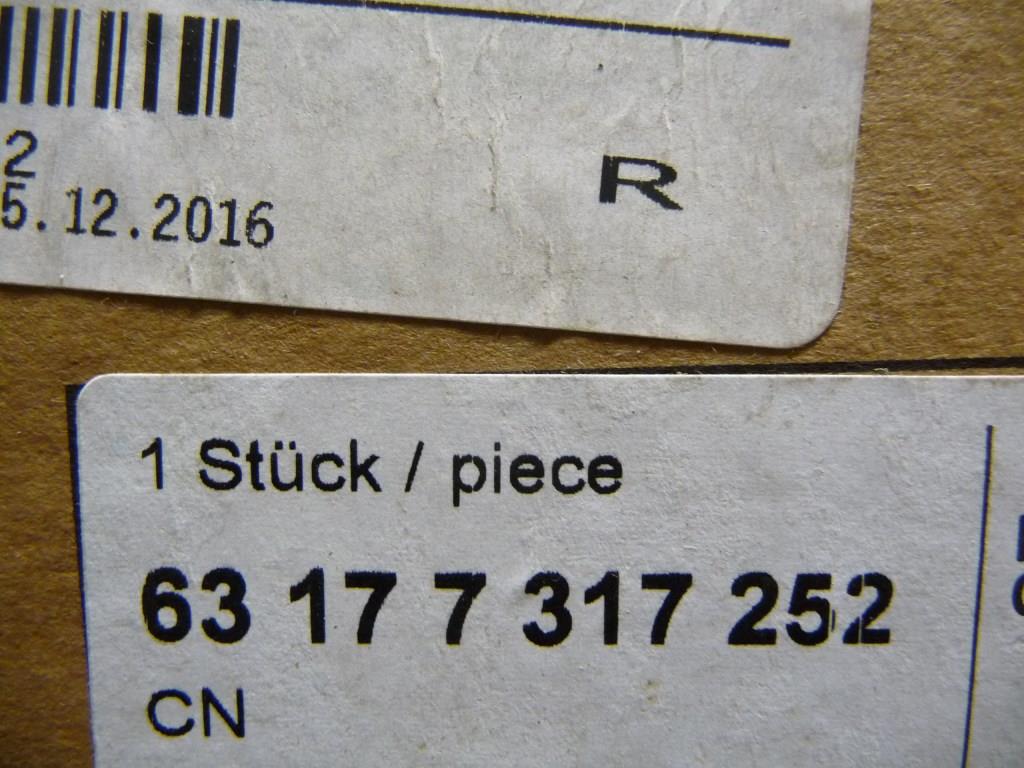 2
5.12.2016
R
1 Stück / piece
63 17 7 317 252
CN